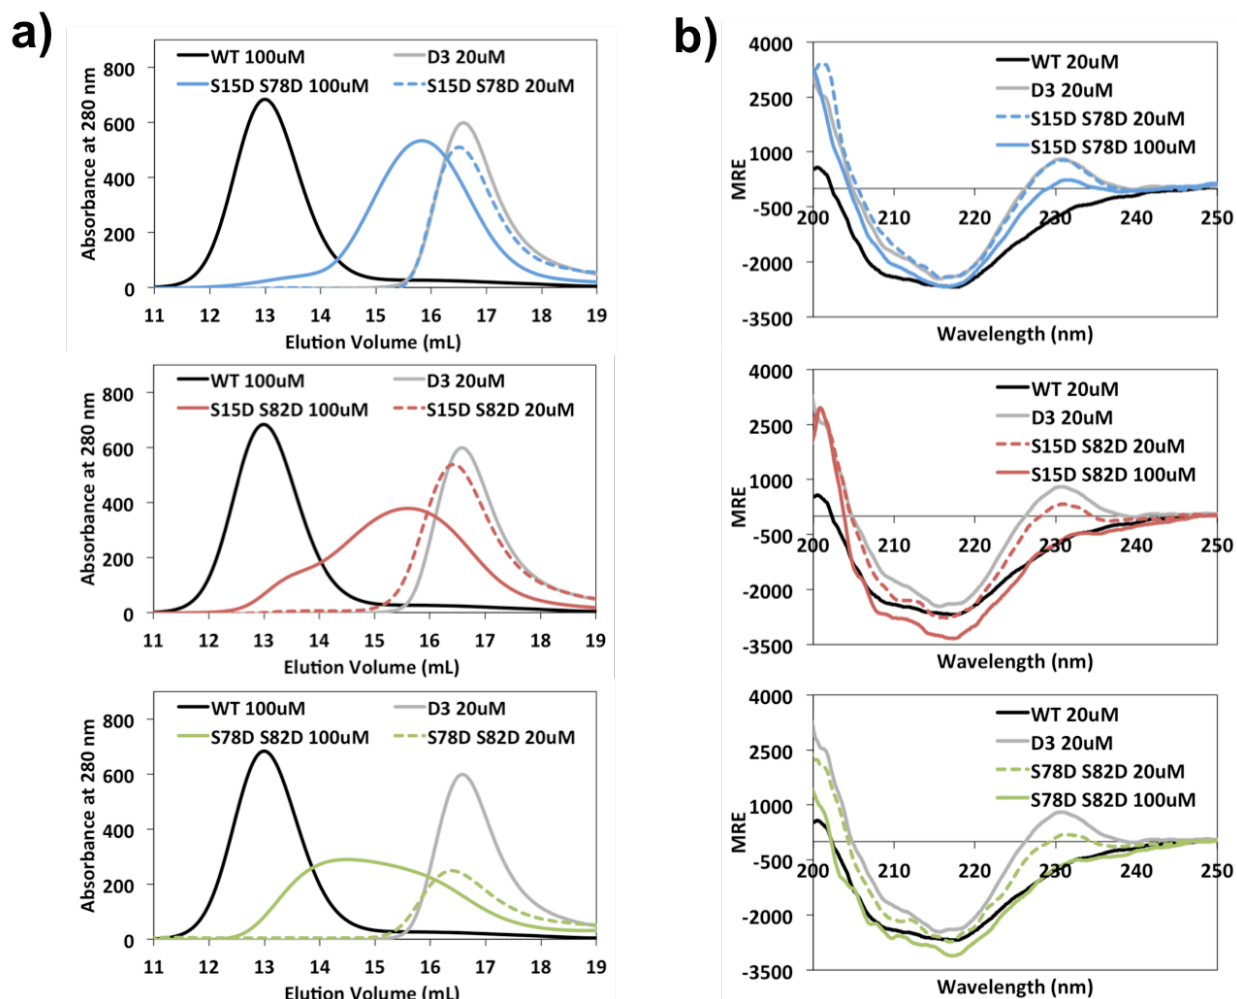 a)
WT 100uM D3 20uM
S15D S78D 100uM S15D S78D 20uM
Absorbance at 280 nm
800
600
400
200
0
11 12 13 14 15 16 17 18 19
Elution Volume (mL)
WT 100uM D3 20uM
S15D S82D 100uM S15D S82D 20uM
Absorbance at 280 nm
800
600
400
200
0
11 12 13 14 15 16 17 18 19
Elution Volume (mL)
WT 100uM D3 20uM
S78D S82D 100uM S78D S82D 20uM
Absorbance at 280 nm
800
600
400
200
0
11 12 13 14 15 16 17 18 19
Elution Volume (mL)
b)
WT 20uM
D3 20uM
S15D S78D 20uM
S15D S78D 100uM
MRE
4000
2500
1000
-500
-2000
-3500
200 210 220 230 240 250
Wavelength (nm)
WT 20uM
D3 20uM
S15D S82D 20uM
S15D S82D 100uM
MRE
4000
2500
1000
-500
-2000
-3500
200 210 220 230 240 250
Wavelength (nm)
WT 20uM
D3 20uM
S78D S82D 20uM
S78D S82D 100uM
MRE
4000
2500
1000
-500
-2000
-3500
200 210 220 230 240 250
Wavelength (nm)